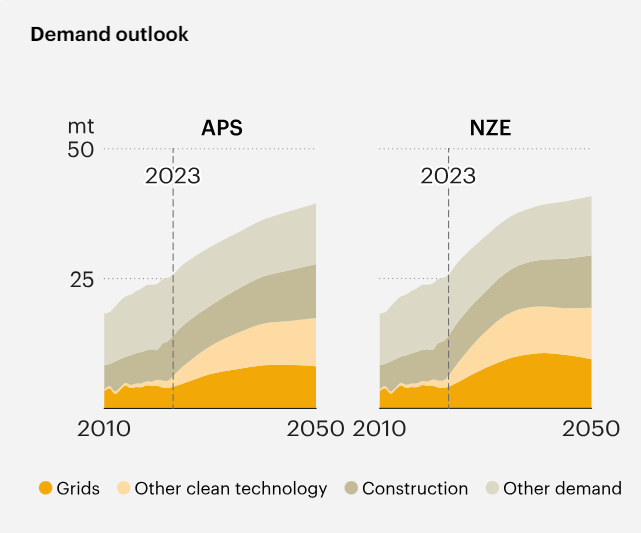 Demand outlook
mt
APS
NZE
50
2023
2023
25
2010
2050
2010
2050
Grids
Other clean technology
Construction
Other demand